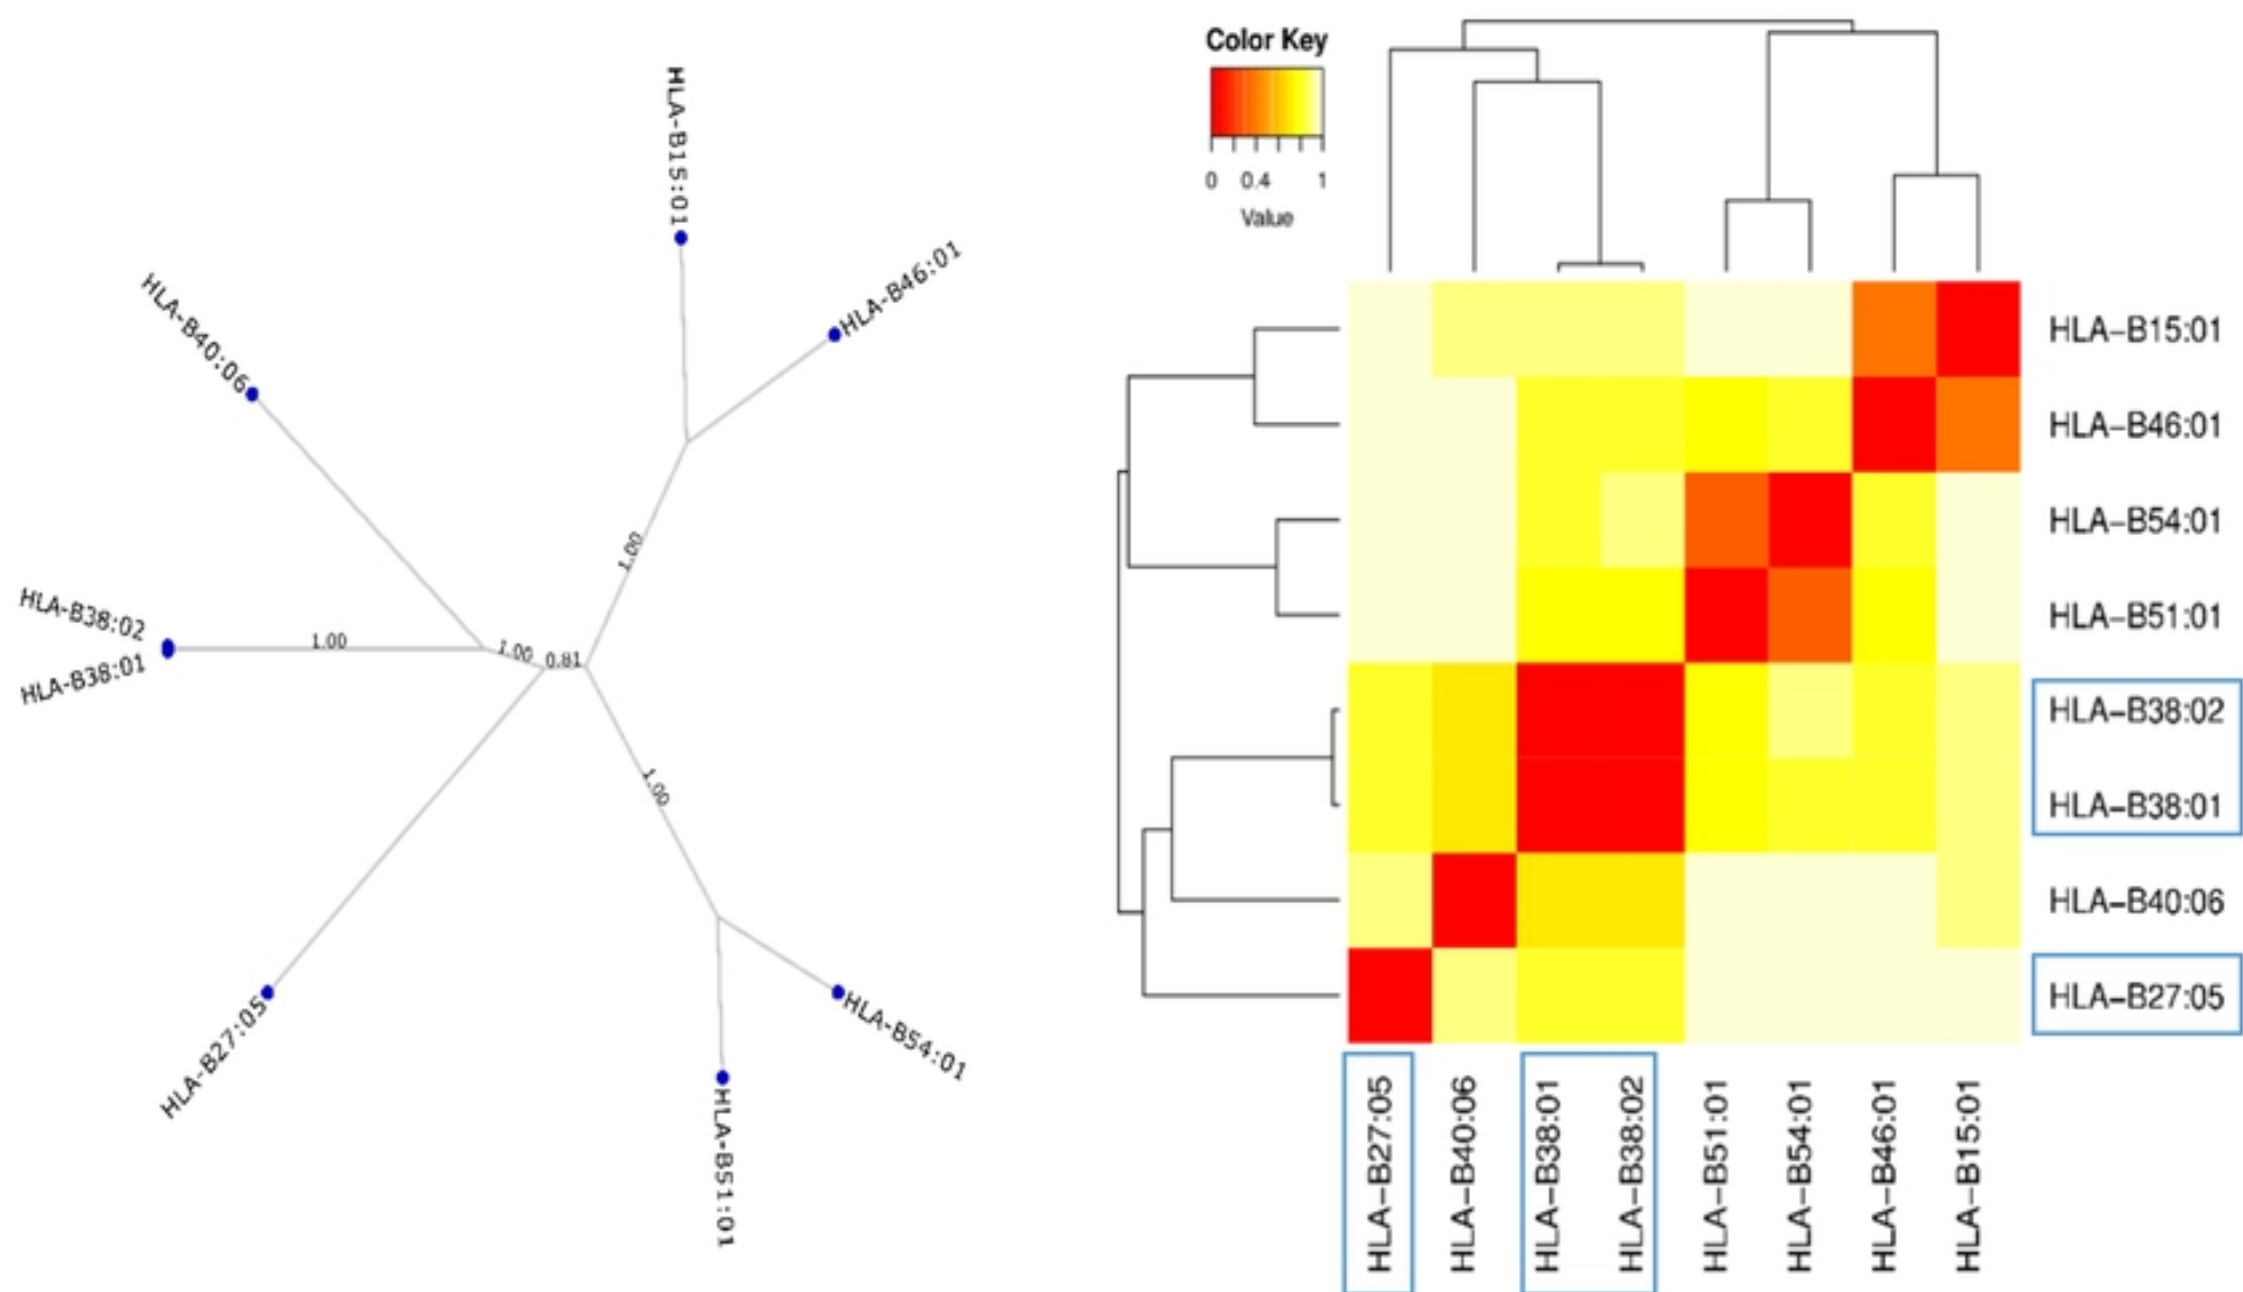 HLA-B15:01
HLA-B46:01
HLA-B40:06
HLA-B38:02
HLA-B38:01
1.00
1.00
1.00
0.81
1.00
HLA-B27:05
HLA-B54:01
HLA-B51:01
Color Key
0 0.4 1
Value
HLA–B15:01
HLA–B46:01
HLA–B54:01
HLA–B51:01
HLA–B38:02
HLA–B38:01
HLA–B40:06
HLA–B27:05
HLA–B27:05
HLA–B40:06
HLA–B38:01
HLA–B38:02
HLA–B51:01
HLA–B54:01
HLA–B46:01
HLA–B15:01